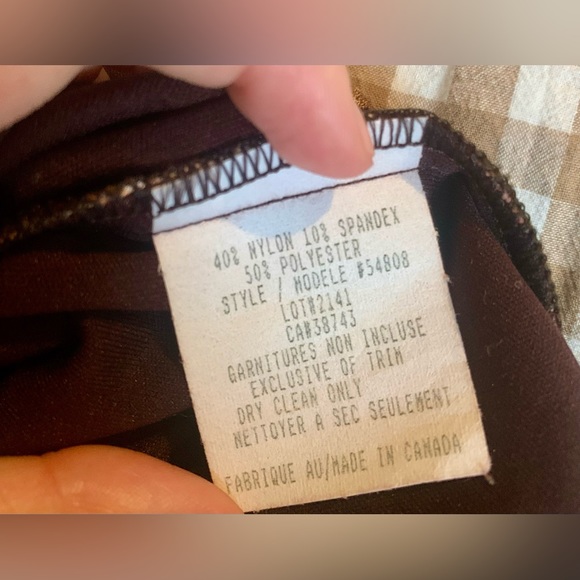 40% NYLON 10% SPANDEX
50% POLYESTER
STYLE / MODELE #54808
LOT#2141
CA#38743
GARNITURES NON INCLUSE
EXCLUSIVE OF TRIM
DRY CLEAN ONLY
NETTOYER A SEC SEULEMENT
FABRIQUE AU/MADE IN CANADA